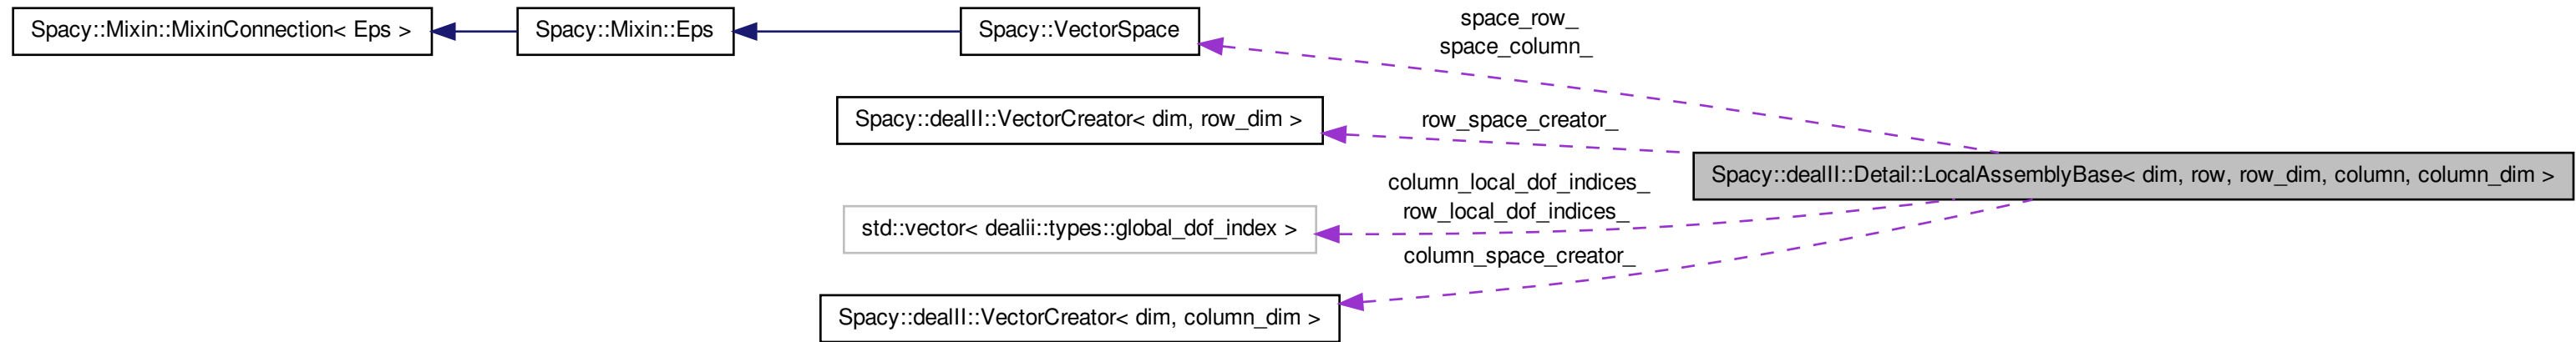 Spacy::Mixin::MixinConnection< Eps >
Spacy::Mixin::Eps
Spacy::VectorSpace
space_row_
space_column_
Spacy::dealII::VectorCreator< dim, row_dim >
row_space_creator_
Spacy::dealII::Detail::LocalAssemblyBase< dim, row, row_dim, column, column_dim >
column_local_dof_indices_
row_local_dof_indices_
std::vector< dealii::types::global_dof_index >
column_space_creator_
Spacy::dealII::VectorCreator< dim, column_dim >